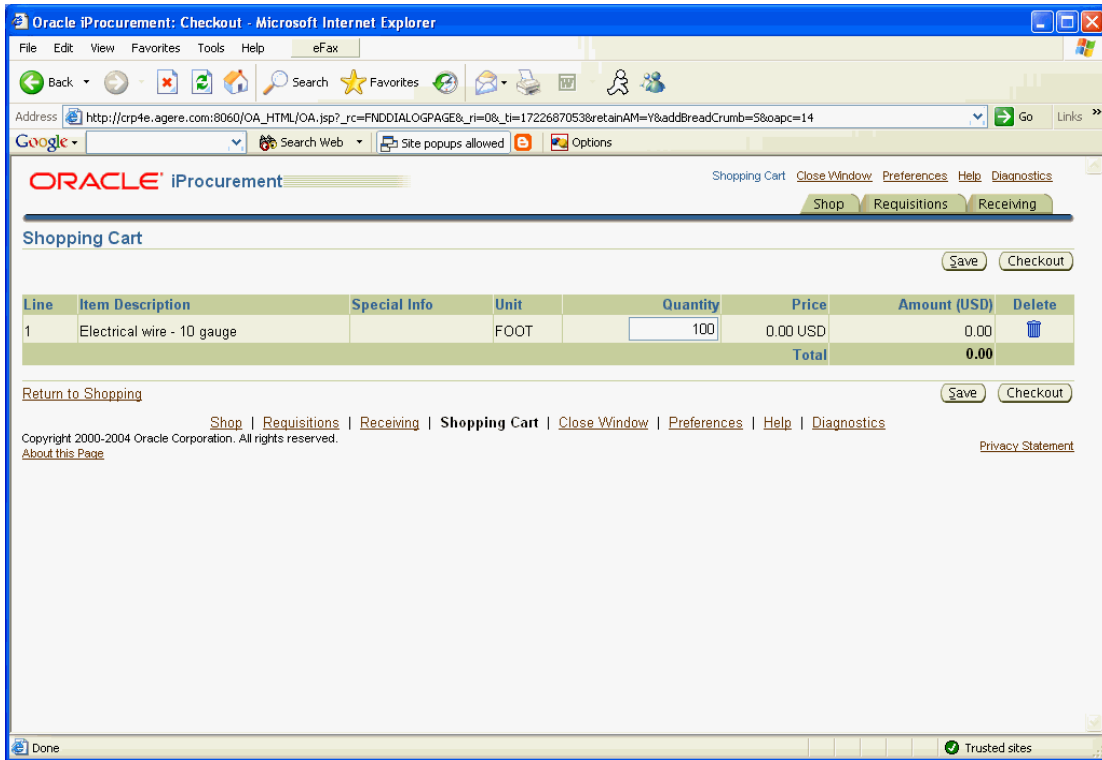 Oracle iProcurement: Checkout - Microsoft Internet Explorer
File Edit View Favorites Tools Help eFax
Back Search Favorites W
Address http://crp4e.agere.com:8060/OA_HTML/OA.jsp?_rc=FNDDIALOGPAGE&_ri=0&_ti=1722687053&retainAM=Y&addBreadCrumb=S&oapc=14 Go Links »
Google Search Web Site popups allowed Options
ORACLE® iProcurement Shopping Cart Close Window Preferences Help Diagnostics
Shop Requisitions Receiving
Shopping Cart
Save Checkout
Line Item Description Special Info Unit Quantity Price Amount (USD) Delete
1 Electrical wire - 10 gauge FOOT 100 0.00 USD 0.00
Total 0.00
Return to Shopping Save Checkout
Shop | Requisitions | Receiving | Shopping Cart | Close Window | Preferences | Help | Diagnostics
Copyright 2000-2004 Oracle Corporation. All rights reserved.
About this Page Privacy Statement
Done Trusted sites